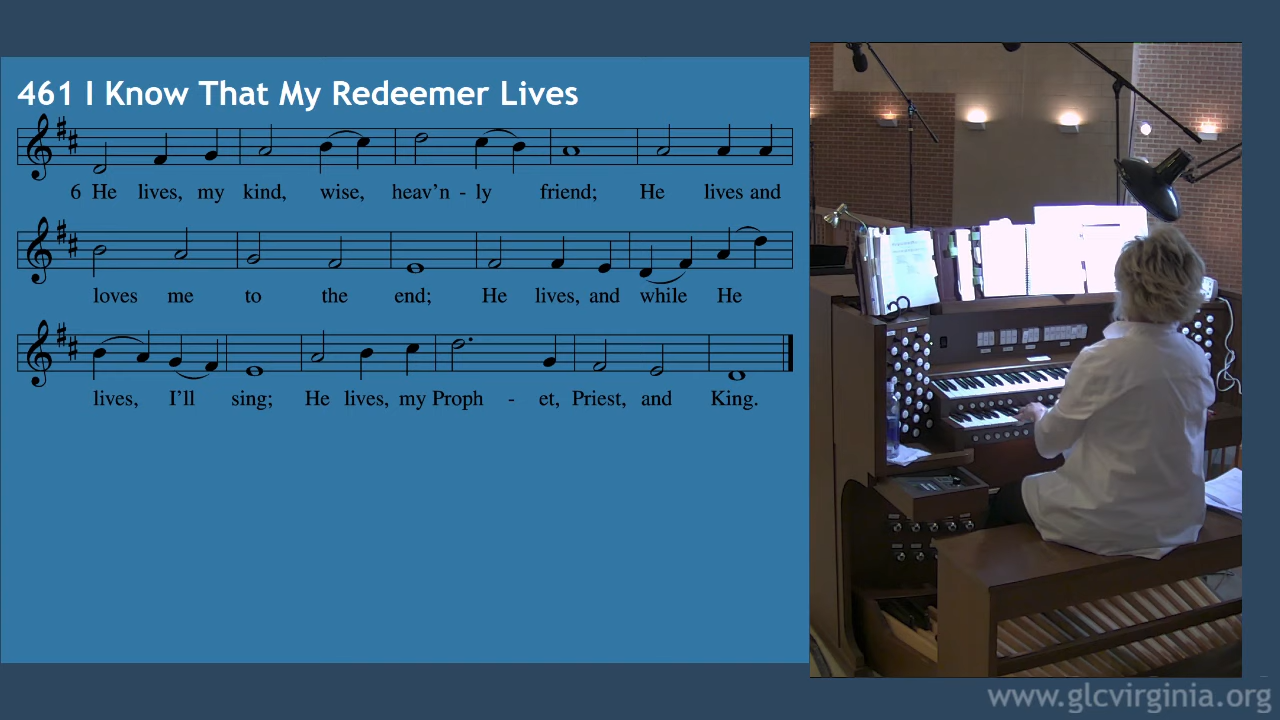 461 I Know That My Redeemer Lives
6 He lives, my kind, wise, heav'n - ly friend; He lives and
loves me to the end; He lives, and while He
lives, I'll sing; He lives, my Proph - et, Priest, and King.
www.glcvirginia.org